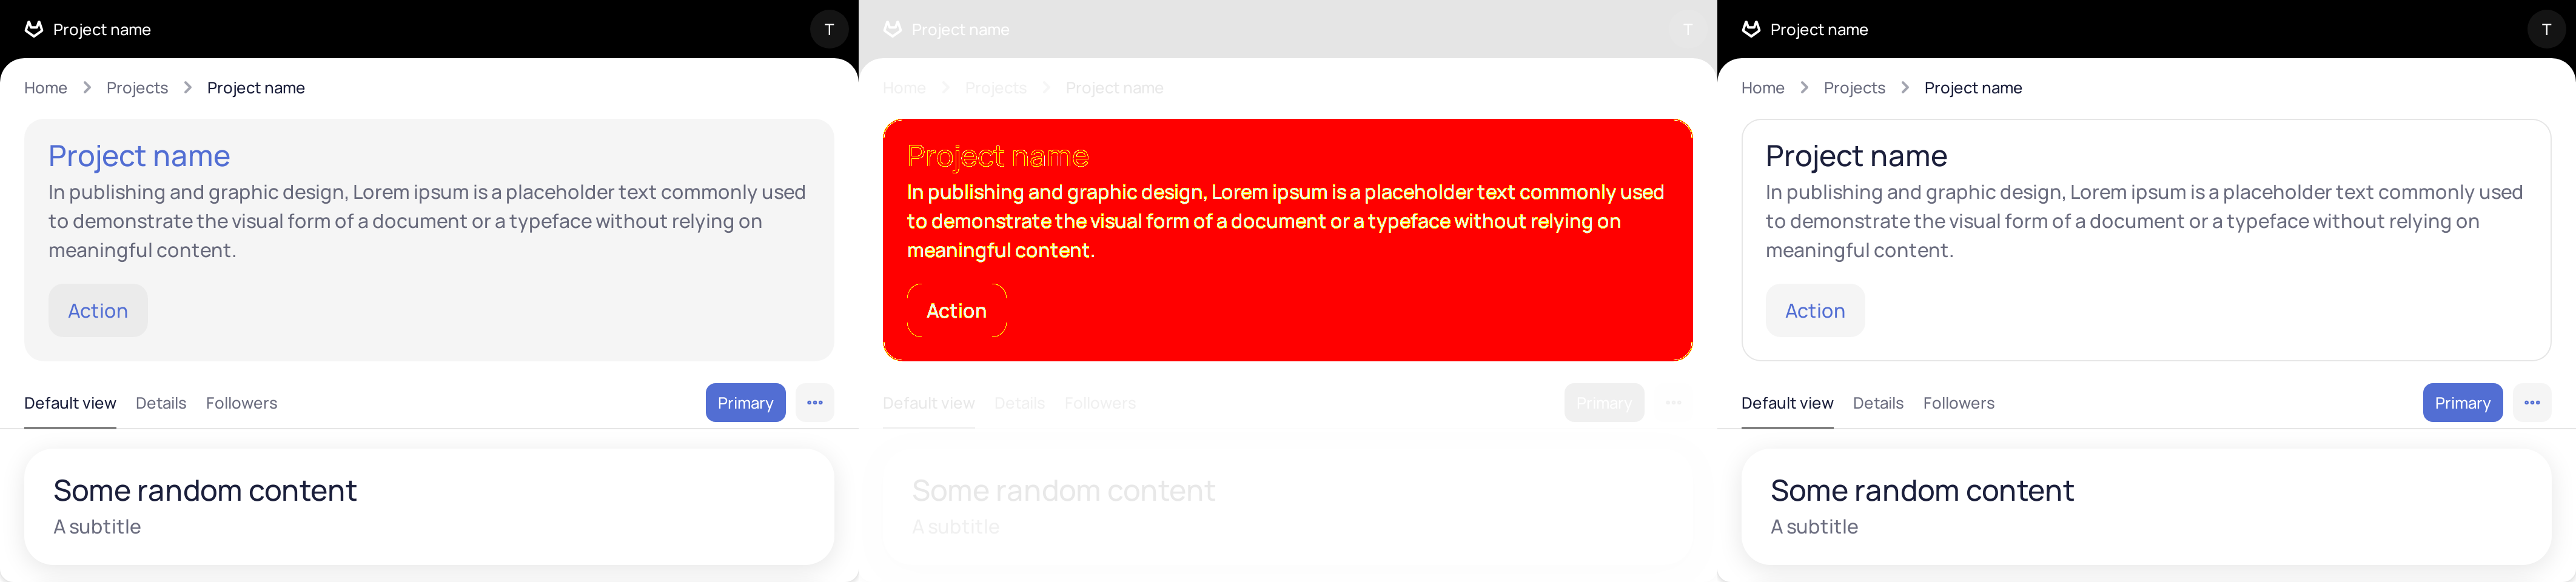 Project name
T
Home
Projects
Project name
Project name
In publishing and graphic design, Lorem ipsum is a placeholder text commonly used
to demonstrate the visual form of a document or a typeface without relying on
meaningful content.
Action
Default view
Details
Followers
Primary
Some random content
A subtitle
Project name
T
Home
Projects
Project name
Project name
In publishing and graphic design, Lorem ipsum is a placeholder text commonly used
to demonstrate the visual form of a document or a typeface without relying on
meaningful content.
Action
Default view
Details
Followers
Primary
Some random content
A subtitle
Project name
T
Home
Projects
Project name
Project name
In publishing and graphic design, Lorem ipsum is a placeholder text commonly used
to demonstrate the visual form of a document or a typeface without relying on
meaningful content.
Action
Default view
Details
Followers
Primary
Some random content
A subtitle